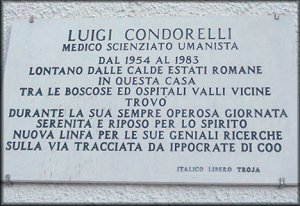 LUIGI CONDORELLI
MEDICO SCIENZIATO UMANISTA
DAL 1954 AL 1983
LONTANO DALLE CALDE ESTATI ROMANE
IN QUESTA CASA
TRA LE BOSCOSE ED OSPITALI VALLI VICINE
TROVO'
DURANTE LA SUA SEMPRE OPEROSA GIORNATA
SERENITA E RIPOSO PER LO SPIRITO
NUOVA LINFA PER LE SUE GENIALI RICERCHE
SULLA VIA TRACCIATA DA IPPOCRATE DI COO
ITALICO LIBERO TROJA